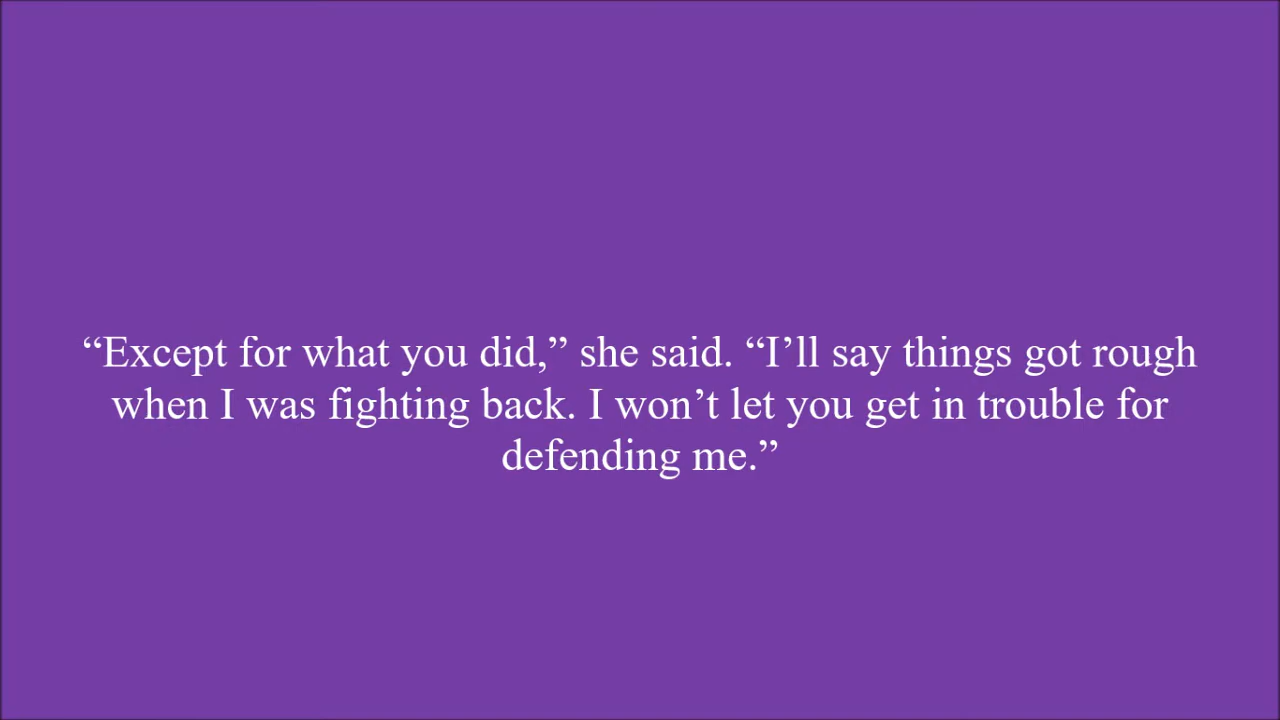 “Except for what you did,” she said. “I’ll say things got rough
when I was fighting back. I won’t let you get in trouble for
defending me.”